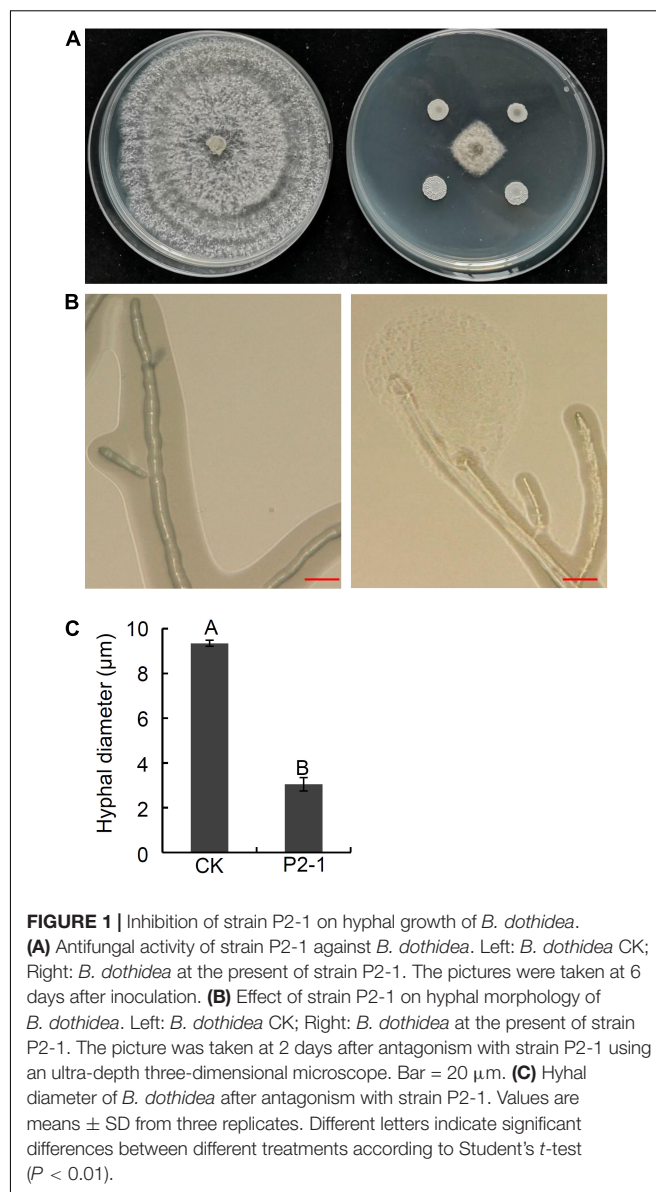 A
B
C
Hyphal diameter (μm)
10
8
6
4
2
0
A
B
CK
P2-1
FIGURE 1 | Inhibition of strain P2-1 on hyphal growth of B. dothidea.
(A) Antifungal activity of strain P2-1 against B. dothidea. Left: B. dothidea CK;
Right: B. dothidea at the present of strain P2-1. The pictures were taken at 6
days after inoculation. (B) Effect of strain P2-1 on hyphal morphology of
B. dothidea. Left: B. dothidea CK; Right: B. dothidea at the present of strain
P2-1. The picture was taken at 2 days after antagonism with strain P2-1 using
an ultra-depth three-dimensional microscope. Bar = 20 μm. (C) Hyhal
diameter of B. dothidea after antagonism with strain P2-1. Values are
means ± SD from three replicates. Different letters indicate significant
differences between different treatments according to Student's t-test
(P < 0.01).